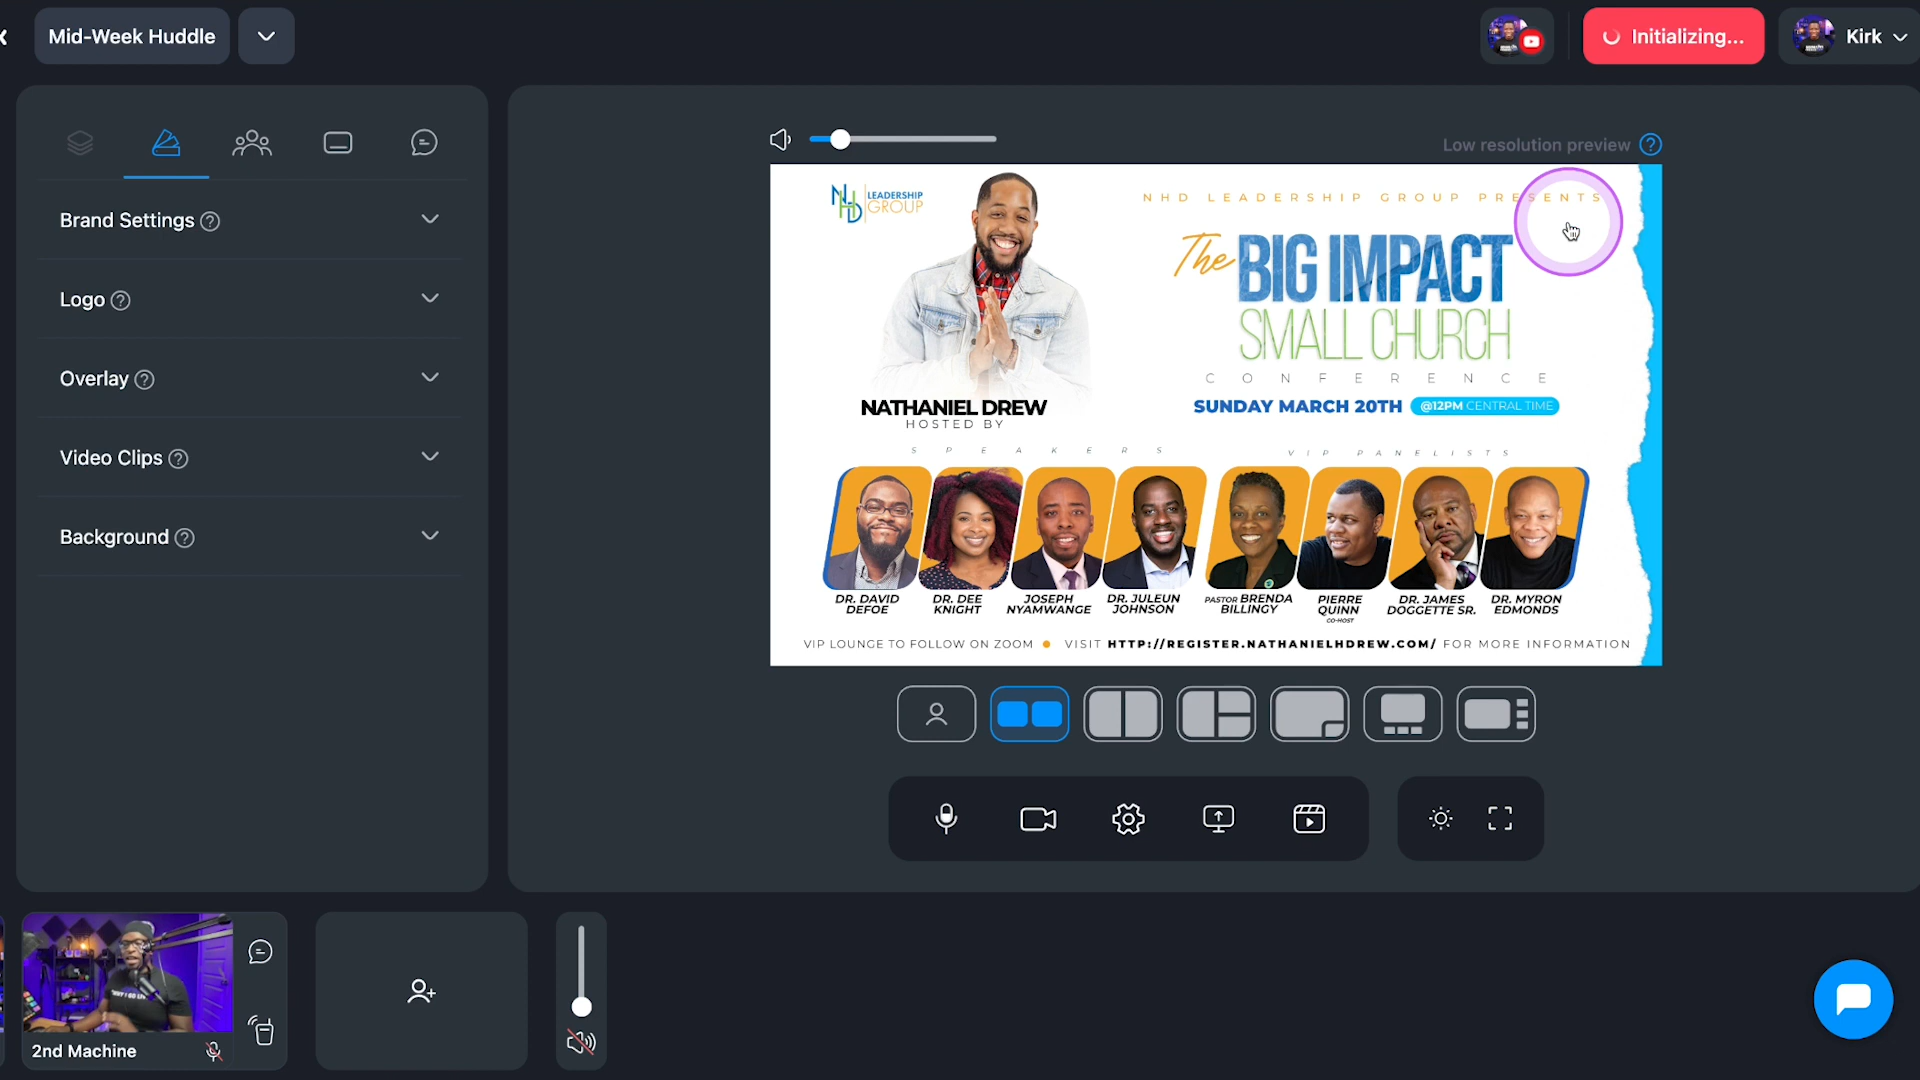 Mid-Week Huddle
Initializing...
Kirk
Low resolution preview ?
Brand Settings ?
Logo ?
Overlay ?
Video Clips ?
Background ?
NHD LEADERSHIP
GROUP
NHD LEADERSHIP GROUP PRESENTS
The BIG IMPACT
SMALL CHURCH
CONFERENCE
SUNDAY MARCH 20TH @12PM CENTRAL TIME
NATHANIEL DREW
HOSTED BY
SPEAKERS
VIP PANELISTS
DR. DAVID
DEFOE
DR. DEE
KNIGHT
JOSEPH
NYAMWANGE
DR. JULEUN
JOHNSON
PASTOR BRENDA
BILLINGY
PIERRE
QUINN
CO-HOST
DR. JAMES
DOGGETTE SR.
DR. MYRON
EDMONDS
VIP LOUNGE TO FOLLOW ON ZOOM • VISIT HTTP://REGISTER.NATHANIELHDREW.COM/ FOR MORE INFORMATION
2nd Machine